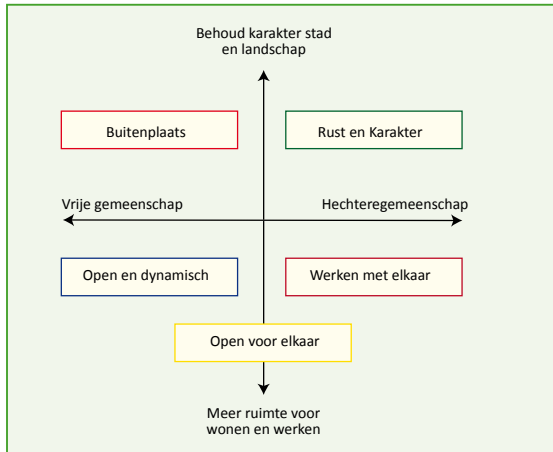 Behoud karakter stad
en landschap
Buitenplaats
Rust en Karakter
Vrije gemeenschap
Hechteregemeenschap
Open en dynamisch
Werken met elkaar
Open voor elkaar
Meer ruimte voor
wonen en werken